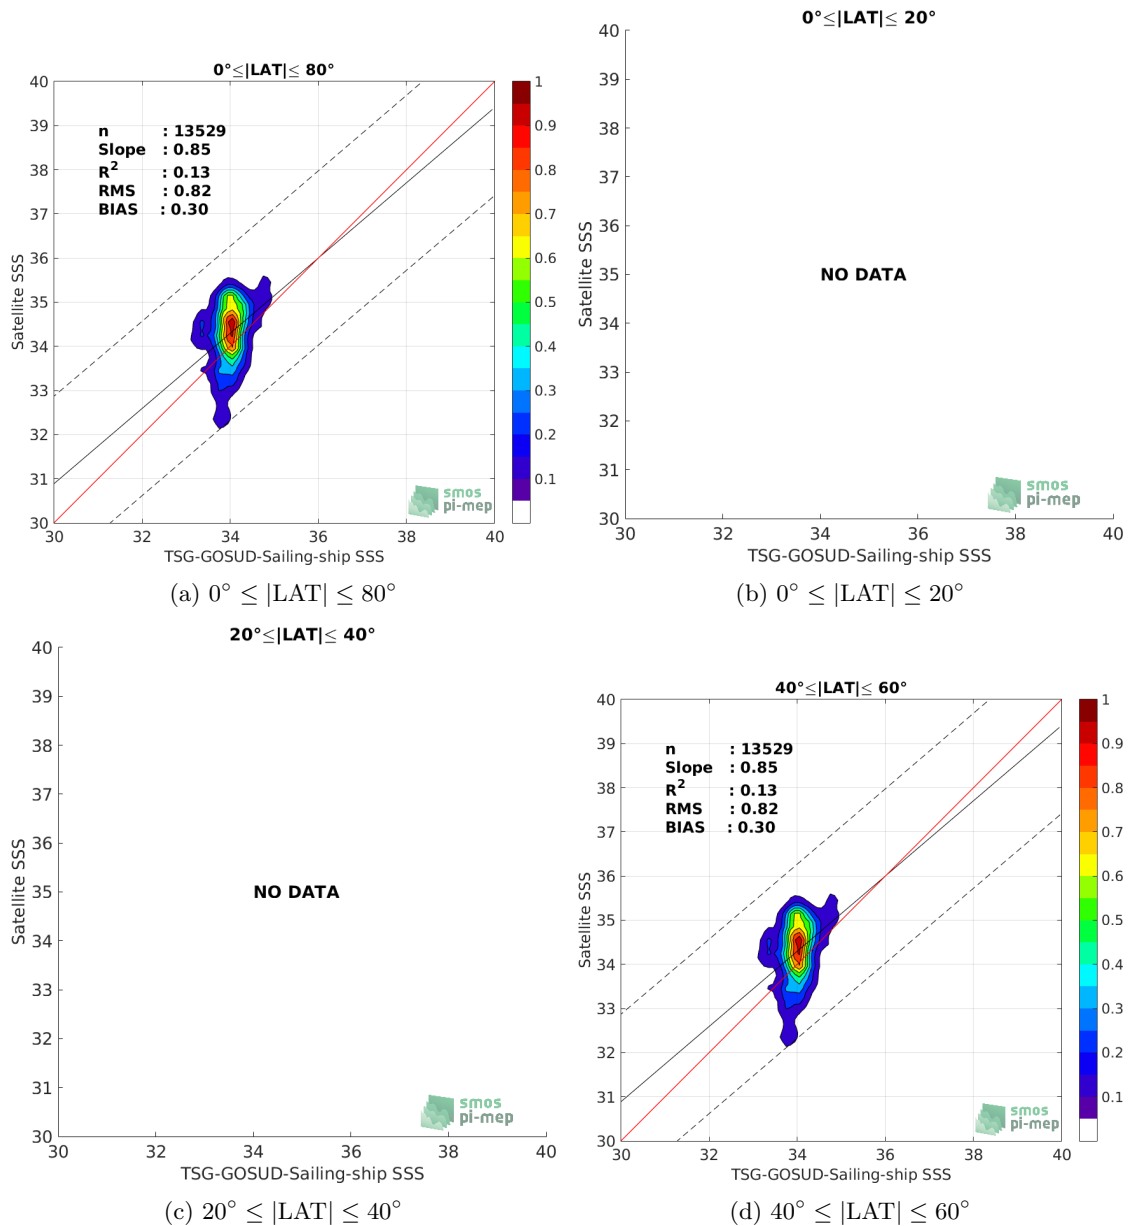 0°≤|LAT|≤ 80°
40
39
38
37
36
35
34
33
32
31
30
30 32 34 36 38 40
Satellite SSS
TSG-GOSUD-Sailing-ship SSS
n : 13529
Slope : 0.85
R² : 0.13
RMS : 0.82
BIAS : 0.30
1
0.9
0.8
0.7
0.6
0.5
0.4
0.3
0.2
0.1
smos
pi-mep
(a) 0° ≤ |LAT| ≤ 80°
0°≤|LAT|≤ 20°
40
39
38
37
36
35
34
33
32
31
30
30 32 34 36 38 40
Satellite SSS
TSG-GOSUD-Sailing-ship SSS
NO DATA
smos
pi-mep
(b) 0° ≤ |LAT| ≤ 20°
20°≤|LAT|≤ 40°
40
39
38
37
36
35
34
33
32
31
30
30 32 34 36 38 40
Satellite SSS
TSG-GOSUD-Sailing-ship SSS
NO DATA
smos
pi-mep
(c) 20° ≤ |LAT| ≤ 40°
40°≤|LAT|≤ 60°
40
39
38
37
36
35
34
33
32
31
30
30 32 34 36 38 40
Satellite SSS
TSG-GOSUD-Sailing-ship SSS
n : 13529
Slope : 0.85
R² : 0.13
RMS : 0.82
BIAS : 0.30
1
0.9
0.8
0.7
0.6
0.5
0.4
0.3
0.2
0.1
smos
pi-mep
(d) 40° ≤ |LAT| ≤ 60°